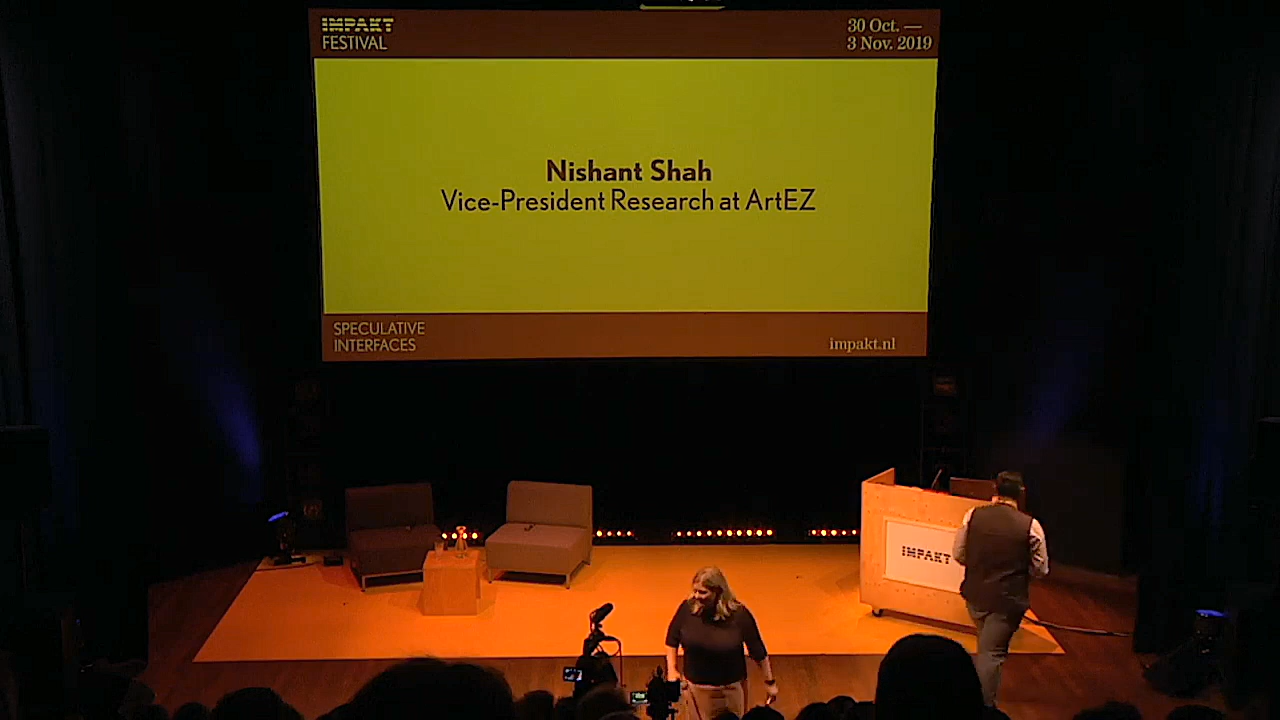 IMPAKT
FESTIVAL
30 Oct. —
3 Nov. 2019
Nishant Shah
Vice-President Research at ArtEZ
SPECULATIVE
INTERFACES
impakt.nl
IMPAKT